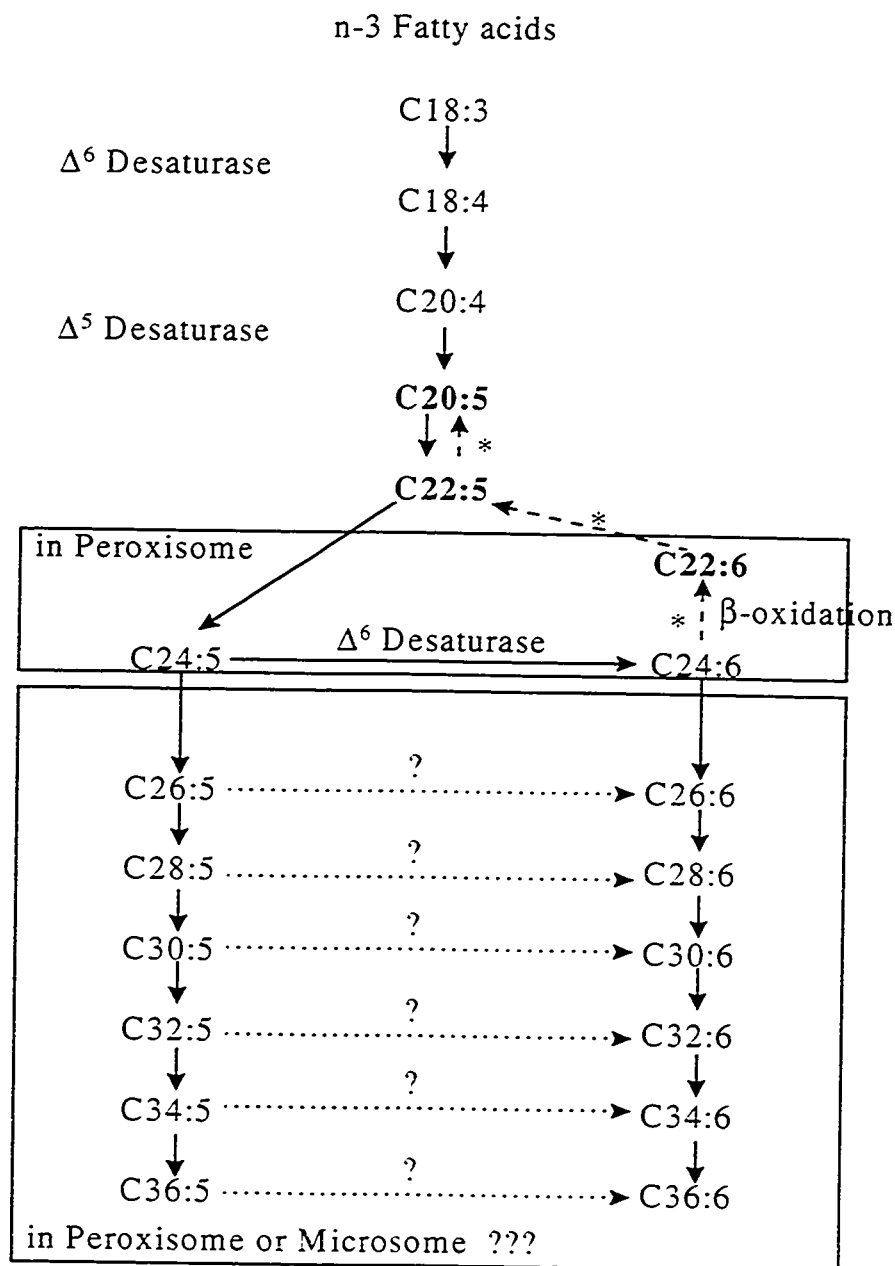 n-3 Fatty acids
C18:3
Δ⁶ Desaturase
C18:4
C20:4
Δ⁵ Desaturase
C20:5
*
C22:5
*
in Peroxisome
C22:6
* β-oxidation
Δ⁶ Desaturase
C24:5 C24:6
?
C26:5 C26:6
?
C28:5 C28:6
?
C30:5 C30:6
?
C32:5 C32:6
?
C34:5 C34:6
?
C36:5 C36:6
in Peroxisome or Microsome ???